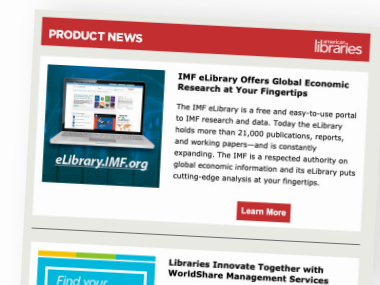 PRODUCT NEWS
american
libraries
eLibrary.IMF.org
IMF eLibrary Offers Global Economic
Research at Your Fingertips
The IMF eLibrary is a free and easy-to-use portal
to IMF research and data. Today the eLibrary
holds more than 21,000 publications, reports,
and working papers—and is constantly
expanding. The IMF is a respected authority on
global economic information and its eLibrary puts
cutting-edge analysis at your fingertips.
Learn More
Find your
Libraries Innovate Together with
WorldShare Management Services